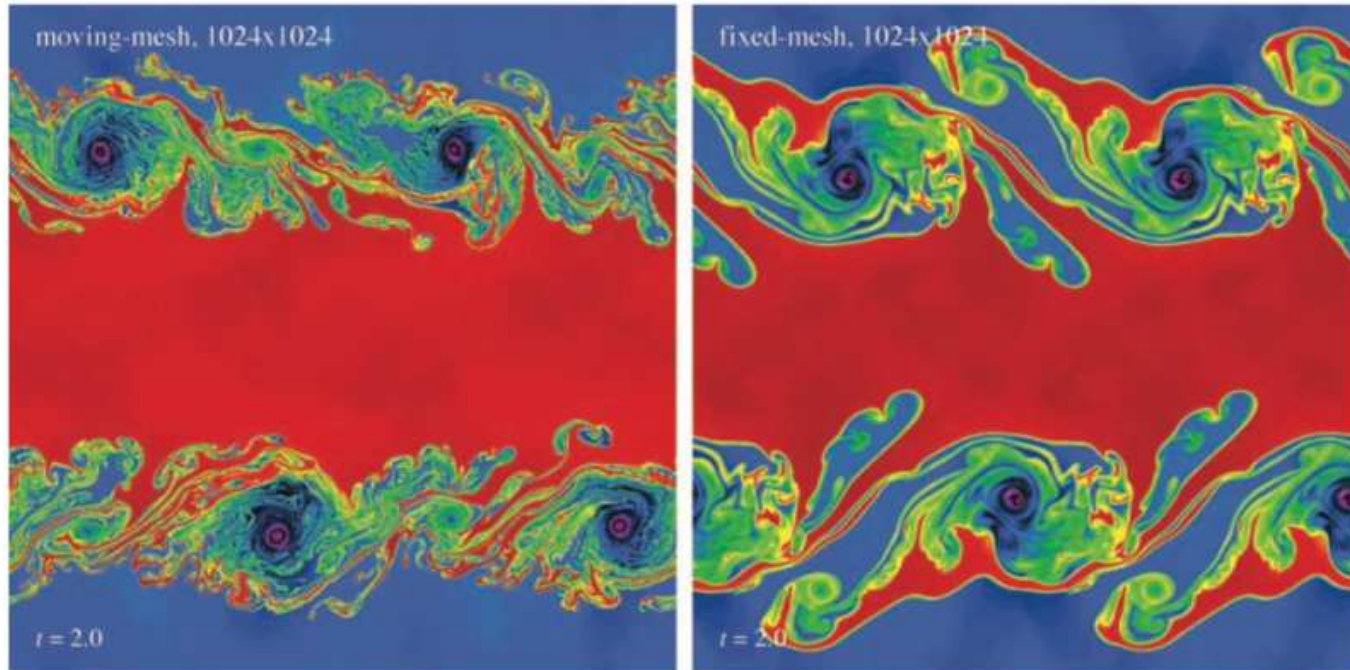 moving-mesh, 1024x1024
fixed-mesh, 1024x1024
t = 2.0
t = 2.0